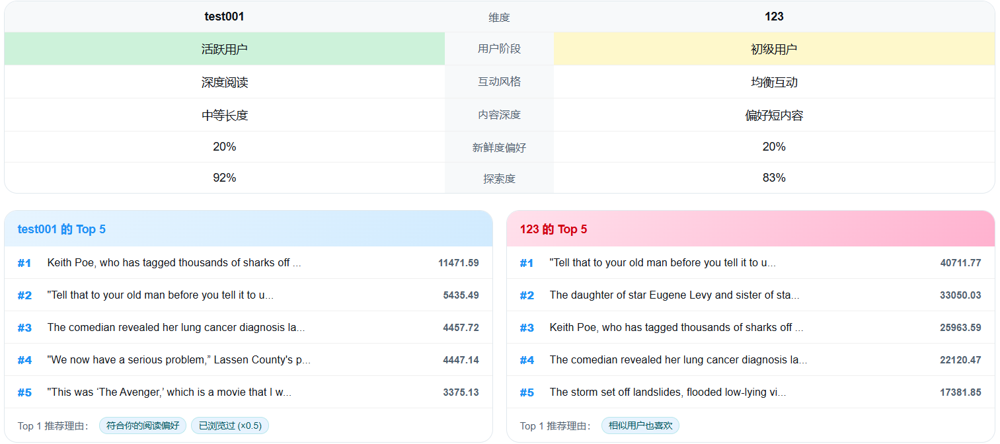 test001 维度 123
活跃用户 用户阶段 初级用户
深度阅读 互动风格 均衡互动
中等长度 内容深度 偏好短内容
20% 新鲜度偏好 20%
92% 探索度 83%
test001 的 Top 5
#1 Keith Poe, who has tagged thousands of sharks off ... 11471.59
#2 "Tell that to your old man before you tell it to u... 5435.49
#3 The comedian revealed her lung cancer diagnosis la... 4457.72
#4 "We now have a serious problem,” Lassen County's p... 4447.14
#5 "This was ‘The Avenger,’ which is a movie that I w... 3375.13
Top 1 推荐理由： 符合你的阅读偏好 已浏览过 (×0.5)
123 的 Top 5
#1 "Tell that to your old man before you tell it to u... 40711.77
#2 The daughter of star Eugene Levy and sister of sta... 33050.03
#3 Keith Poe, who has tagged thousands of sharks off ... 25963.59
#4 The comedian revealed her lung cancer diagnosis la... 22120.47
#5 The storm set off landslides, flooded low-lying vi... 17381.85
Top 1 推荐理由： 相似用户也喜欢